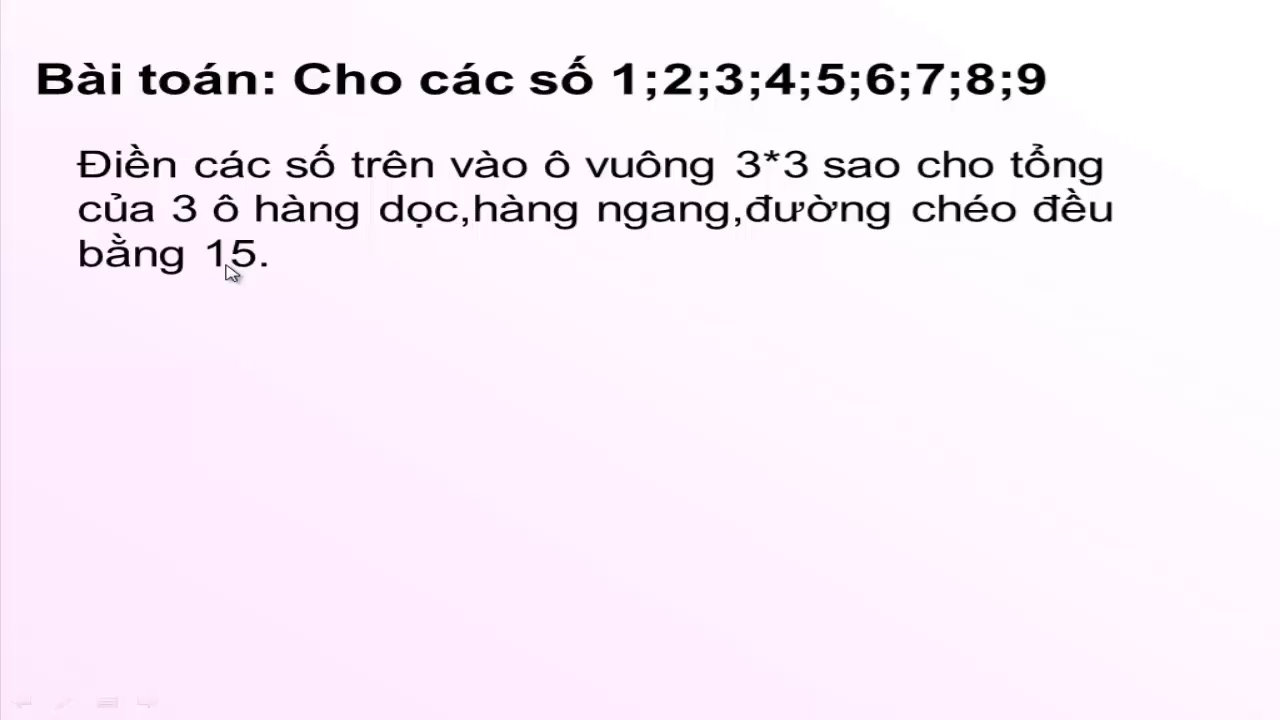 Bài toán: Cho các số 1;2;3;4;5;6;7;8;9
Điền các số trên vào ô vuông 3*3 sao cho tổng
của 3 ô hàng dọc,hàng ngang,đường chéo đều
bằng 15.